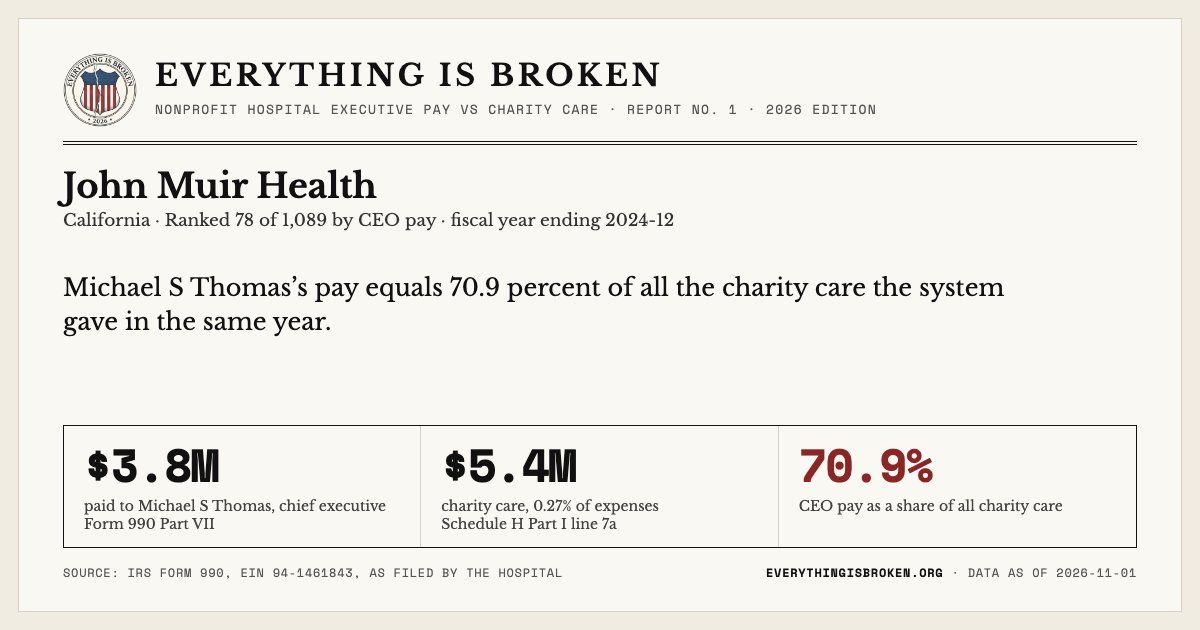 EVERYTHING IS BROKEN
· 2026 ·
EVERYTHING IS BROKEN
NONPROFIT HOSPITAL EXECUTIVE PAY VS CHARITY CARE · REPORT NO. 1 · 2026 EDITION
John Muir Health
California · Ranked 78 of 1,089 by CEO pay · fiscal year ending 2024-12
Michael S Thomas’s pay equals 70.9 percent of all the charity care the system
gave in the same year.
$3.8M
paid to Michael S Thomas, chief executive
Form 990 Part VII
$5.4M
charity care, 0.27% of expenses
Schedule H Part I line 7a
70.9%
CEO pay as a share of all charity care
SOURCE: IRS FORM 990, EIN 94-1461843, AS FILED BY THE HOSPITAL
EVERYTHINGISBROKEN.ORG · DATA AS OF 2026-11-01